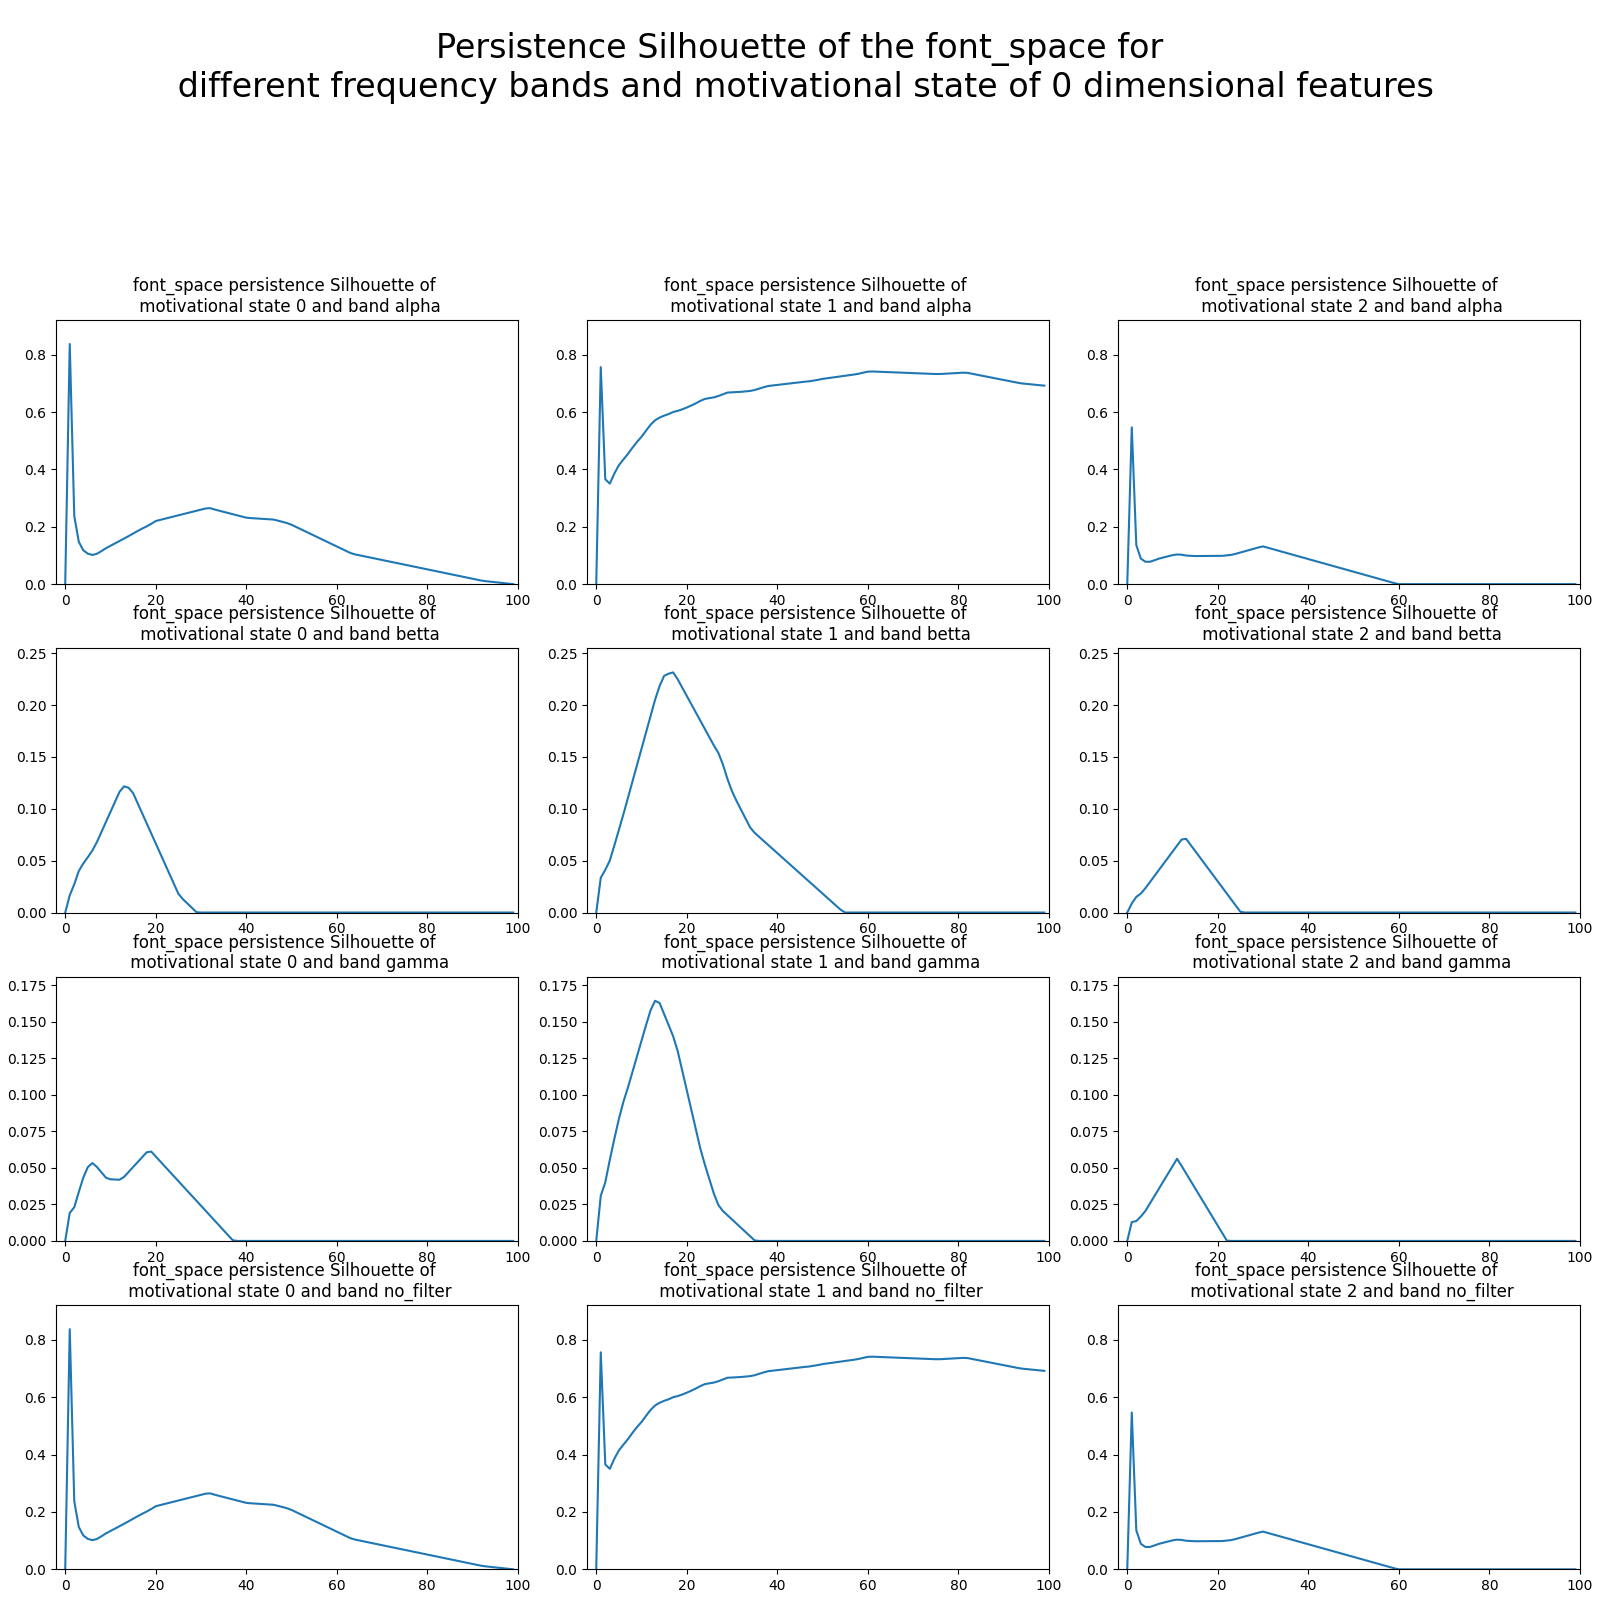 Persistence Silhouette of the font_space for
different frequency bands and motivational state of 0 dimensional features
font_space persistence Silhouette of
motivational state 0 and band alpha
0.8
0.6
0.4
0.2
0.0
0 20 40 60 80 100
font_space persistence Silhouette of
motivational state 1 and band alpha
0.8
0.6
0.4
0.2
0.0
0 20 40 60 80 100
font_space persistence Silhouette of
motivational state 2 and band alpha
0.8
0.6
0.4
0.2
0.0
0 20 40 60 80 100
font_space persistence Silhouette of
motivational state 0 and band betta
0.25
0.20
0.15
0.10
0.05
0.00
0 20 40 60 80 100
font_space persistence Silhouette of
motivational state 1 and band betta
0.25
0.20
0.15
0.10
0.05
0.00
0 20 40 60 80 100
font_space persistence Silhouette of
motivational state 2 and band betta
0.25
0.20
0.15
0.10
0.05
0.00
0 20 40 60 80 100
font_space persistence Silhouette of
motivational state 0 and band gamma
0.175
0.150
0.125
0.100
0.075
0.050
0.025
0.000
0 20 40 60 80 100
font_space persistence Silhouette of
motivational state 1 and band gamma
0.175
0.150
0.125
0.100
0.075
0.050
0.025
0.000
0 20 40 60 80 100
font_space persistence Silhouette of
motivational state 2 and band gamma
0.175
0.150
0.125
0.100
0.075
0.050
0.025
0.000
0 20 40 60 80 100
font_space persistence Silhouette of
motivational state 0 and band no_filter
0.8
0.6
0.4
0.2
0.0
0 20 40 60 80 100
font_space persistence Silhouette of
motivational state 1 and band no_filter
0.8
0.6
0.4
0.2
0.0
0 20 40 60 80 100
font_space persistence Silhouette of
motivational state 2 and band no_filter
0.8
0.6
0.4
0.2
0.0
0 20 40 60 80 100